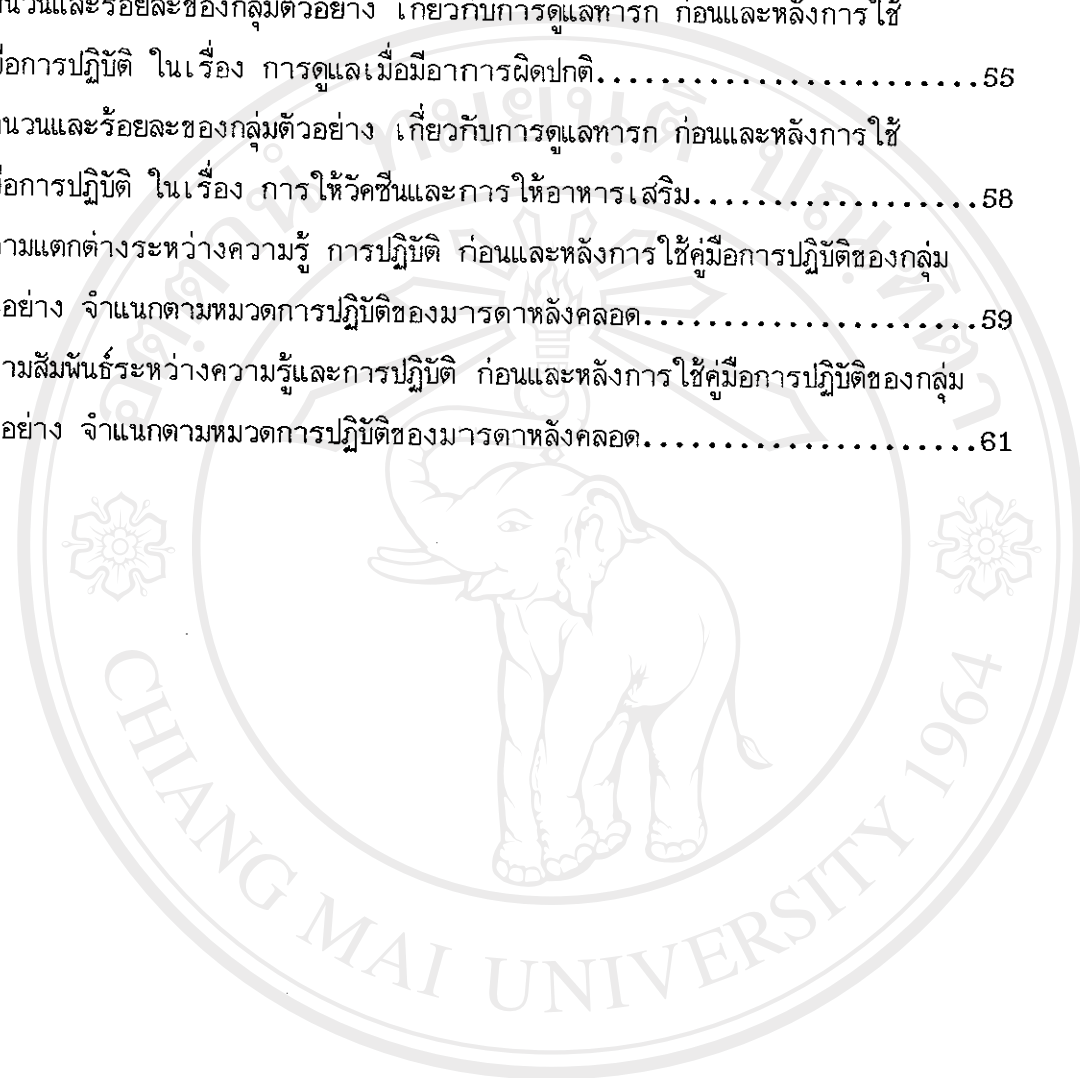 นวนและร้อยละของกลุ่มตัวอย่าง เกี่ยวกับการดูแลทารก ก่อนและหลังการใช้
มือการปฏิบัติ ในเรื่อง การดูแลเมื่อมีอาการผิดปกติ.........................55
นวนและร้อยละของกลุ่มตัวอย่าง เกี่ยวกับการดูแลทารก ก่อนและหลังการใช้
มือการปฏิบัติ ในเรื่อง การให้วัคซีนและการให้อาหารเสริม...................58
ามแตกต่างระหว่างความรู้ การปฏิบัติ ก่อนและหลังการใช้คู่มือการปฏิบัติของกลุ่ม
อย่าง จำแนกตามหมวดการปฏิบัติของมารดาหลังคลอด......................59
ามสัมพันธ์ระหว่างความรู้และการปฏิบัติ ก่อนและหลังการใช้คู่มือการปฏิบัติของกลุ่ม
อย่าง จำแนกตามหมวดการปฏิบัติของมารดาหลังคลอด......................61
อตฺตานํ ทมยนฺติ ปณฺฑิตา
CHIANG MAI UNIVERSITY 1964